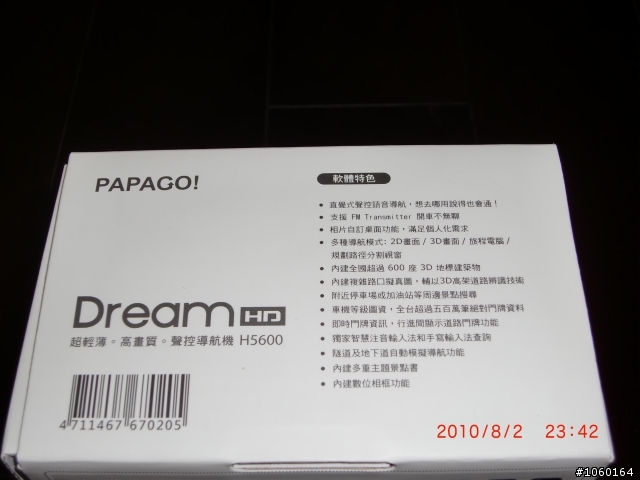 PAPAGO!
Dream HD
超輕薄。高畫質。聲控導航機 H5600
4 711467 670205
軟體特色
• 直覺式聲控語音導航，想去哪用說得也會通！
• 支援 FM Transmitter 開車不無聊
• 相片自訂桌面功能，滿足個人化需求
• 多種導航模式: 2D畫面 / 3D畫面 / 旅程電腦 /
規劃路徑分割視窗
• 內建全國超過 600 座 3D 地標建築物
• 內建複雜路口擬真圖，輔以3D高架道路辨識技術
• 附近停車場或加油站等周邊景點搜尋
• 車機等級圖資，全台超過五百萬筆絕對門牌資料
• 即時門牌資訊，行進間顯示道路門牌功能
• 獨家智慧注音輸入法和手寫輸入法查詢
• 隧道及地下道自動模擬導航功能
• 內建多重主題景點書
• 內建數位相框功能
2010/8/2 23:42
#1060164